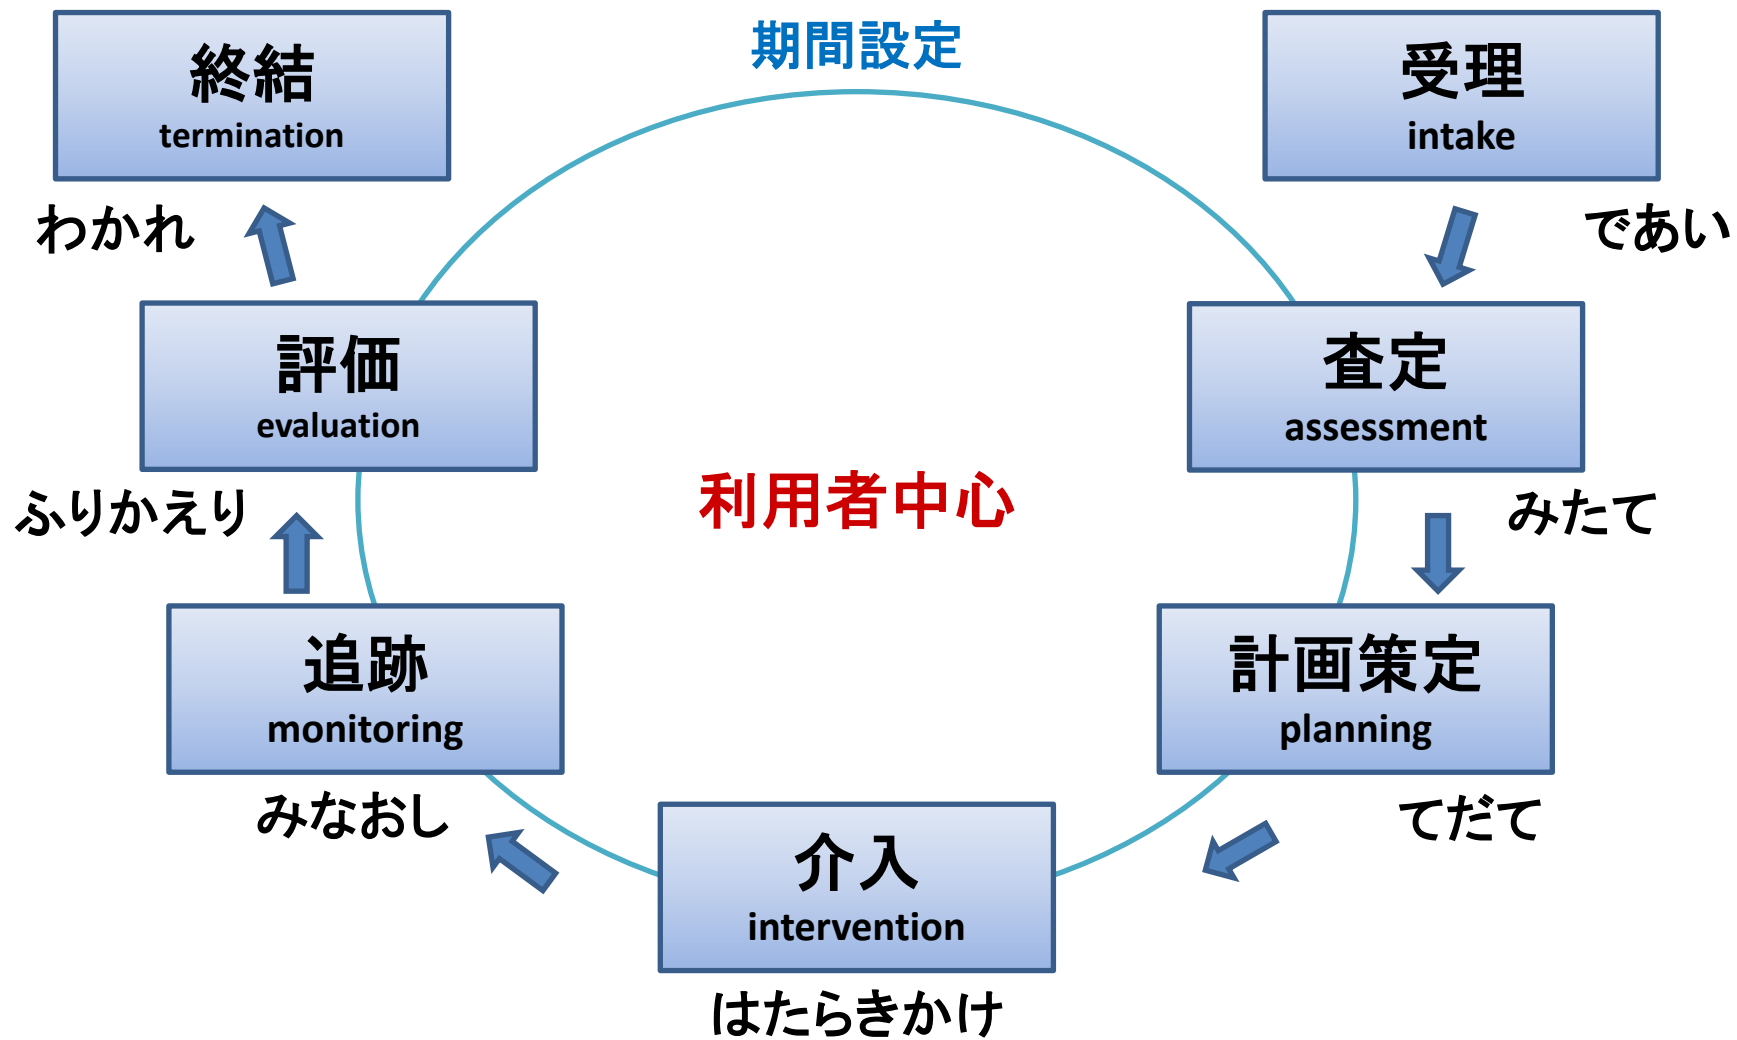 期間設定
終結
termination
わかれ
受理
intake
であい
評価
evaluation
ふりかえり
査定
assessment
みたて
利用者中心
追跡
monitoring
みなおし
計画策定
planning
てだて
介入
intervention
はたらきかけ